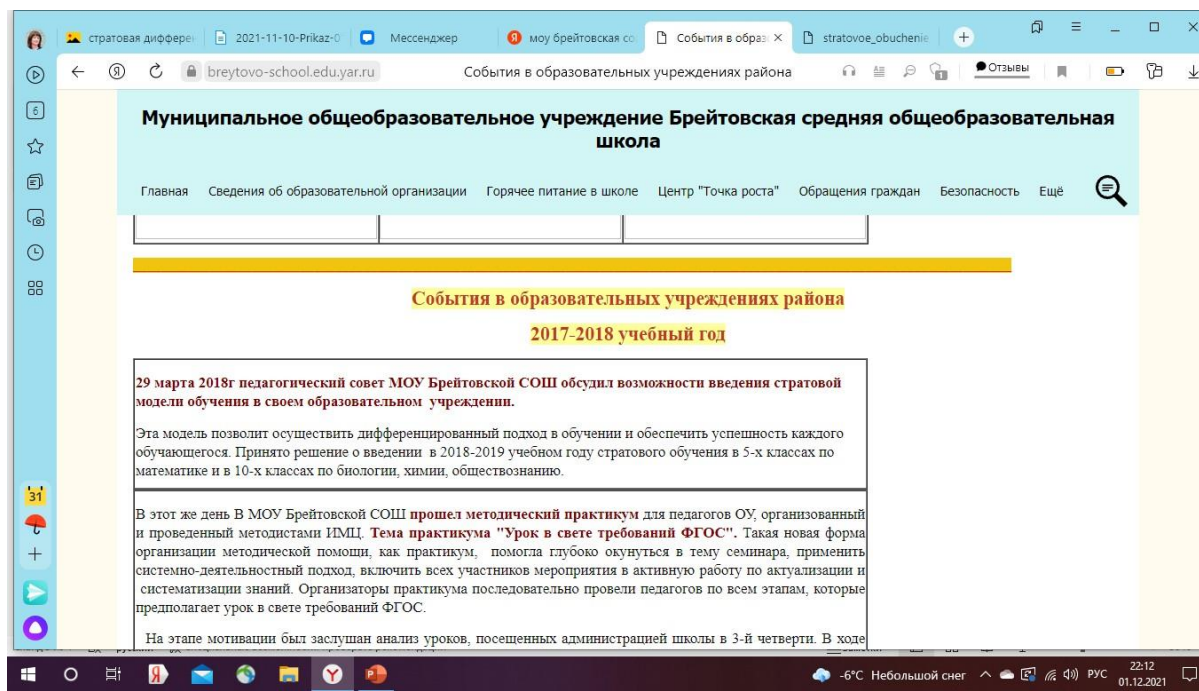 стратовая диффере
2021-11-10-Prikaz-0
Мессенджер
моу брейтовская со
События в образ
stratovoe_obuchenie
breytovo-school.edu.yar.ru
События в образовательных учреждениях района
1
Отзывы
6
Муниципальное общеобразовательное учреждение Брейтовская средняя общеобразовательная
школа
Главная Сведения об образовательной организации Горячее питание в школе Центр "Точка роста" Обращения граждан Безопасность Ещё
События в образовательных учреждениях района
2017-2018 учебный год
29 марта 2018г педагогический совет МОУ Брейтовской СОШ обсудил возможности введения стратовой
модели обучения в своем образовательном учреждении.
Эта модель позволит осуществить дифференцированный подход в обучении и обеспечить успешность каждого
обучающегося. Принято решение о введении в 2018-2019 учебном году стратового обучения в 5-х классах по
математике и в 10-х классах по биологии, химии, обществознанию.
В этот же день В МОУ Брейтовской СОШ прошел методический практикум для педагогов ОУ, организованный
и проведенный методистами ИМЦ. Тема практикума "Урок в свете требований ФГОС". Такая новая форма
организации методической помощи, как практикум, помогла глубоко окунуться в тему семинара, применить
системно-деятельностный подход, включить всех участников мероприятия в активную работу по актуализации и
систематизации знаний. Организаторы практикума последовательно провели педагогов по всем этапам, которые
предполагает урок в свете требований ФГОС.
На этапе мотивации был заслушан анализ уроков, посещенных администрацией школы в 3-й четверти. В ходе
31
-6°C Небольшой снег
РУС
22:12
01.12.2021